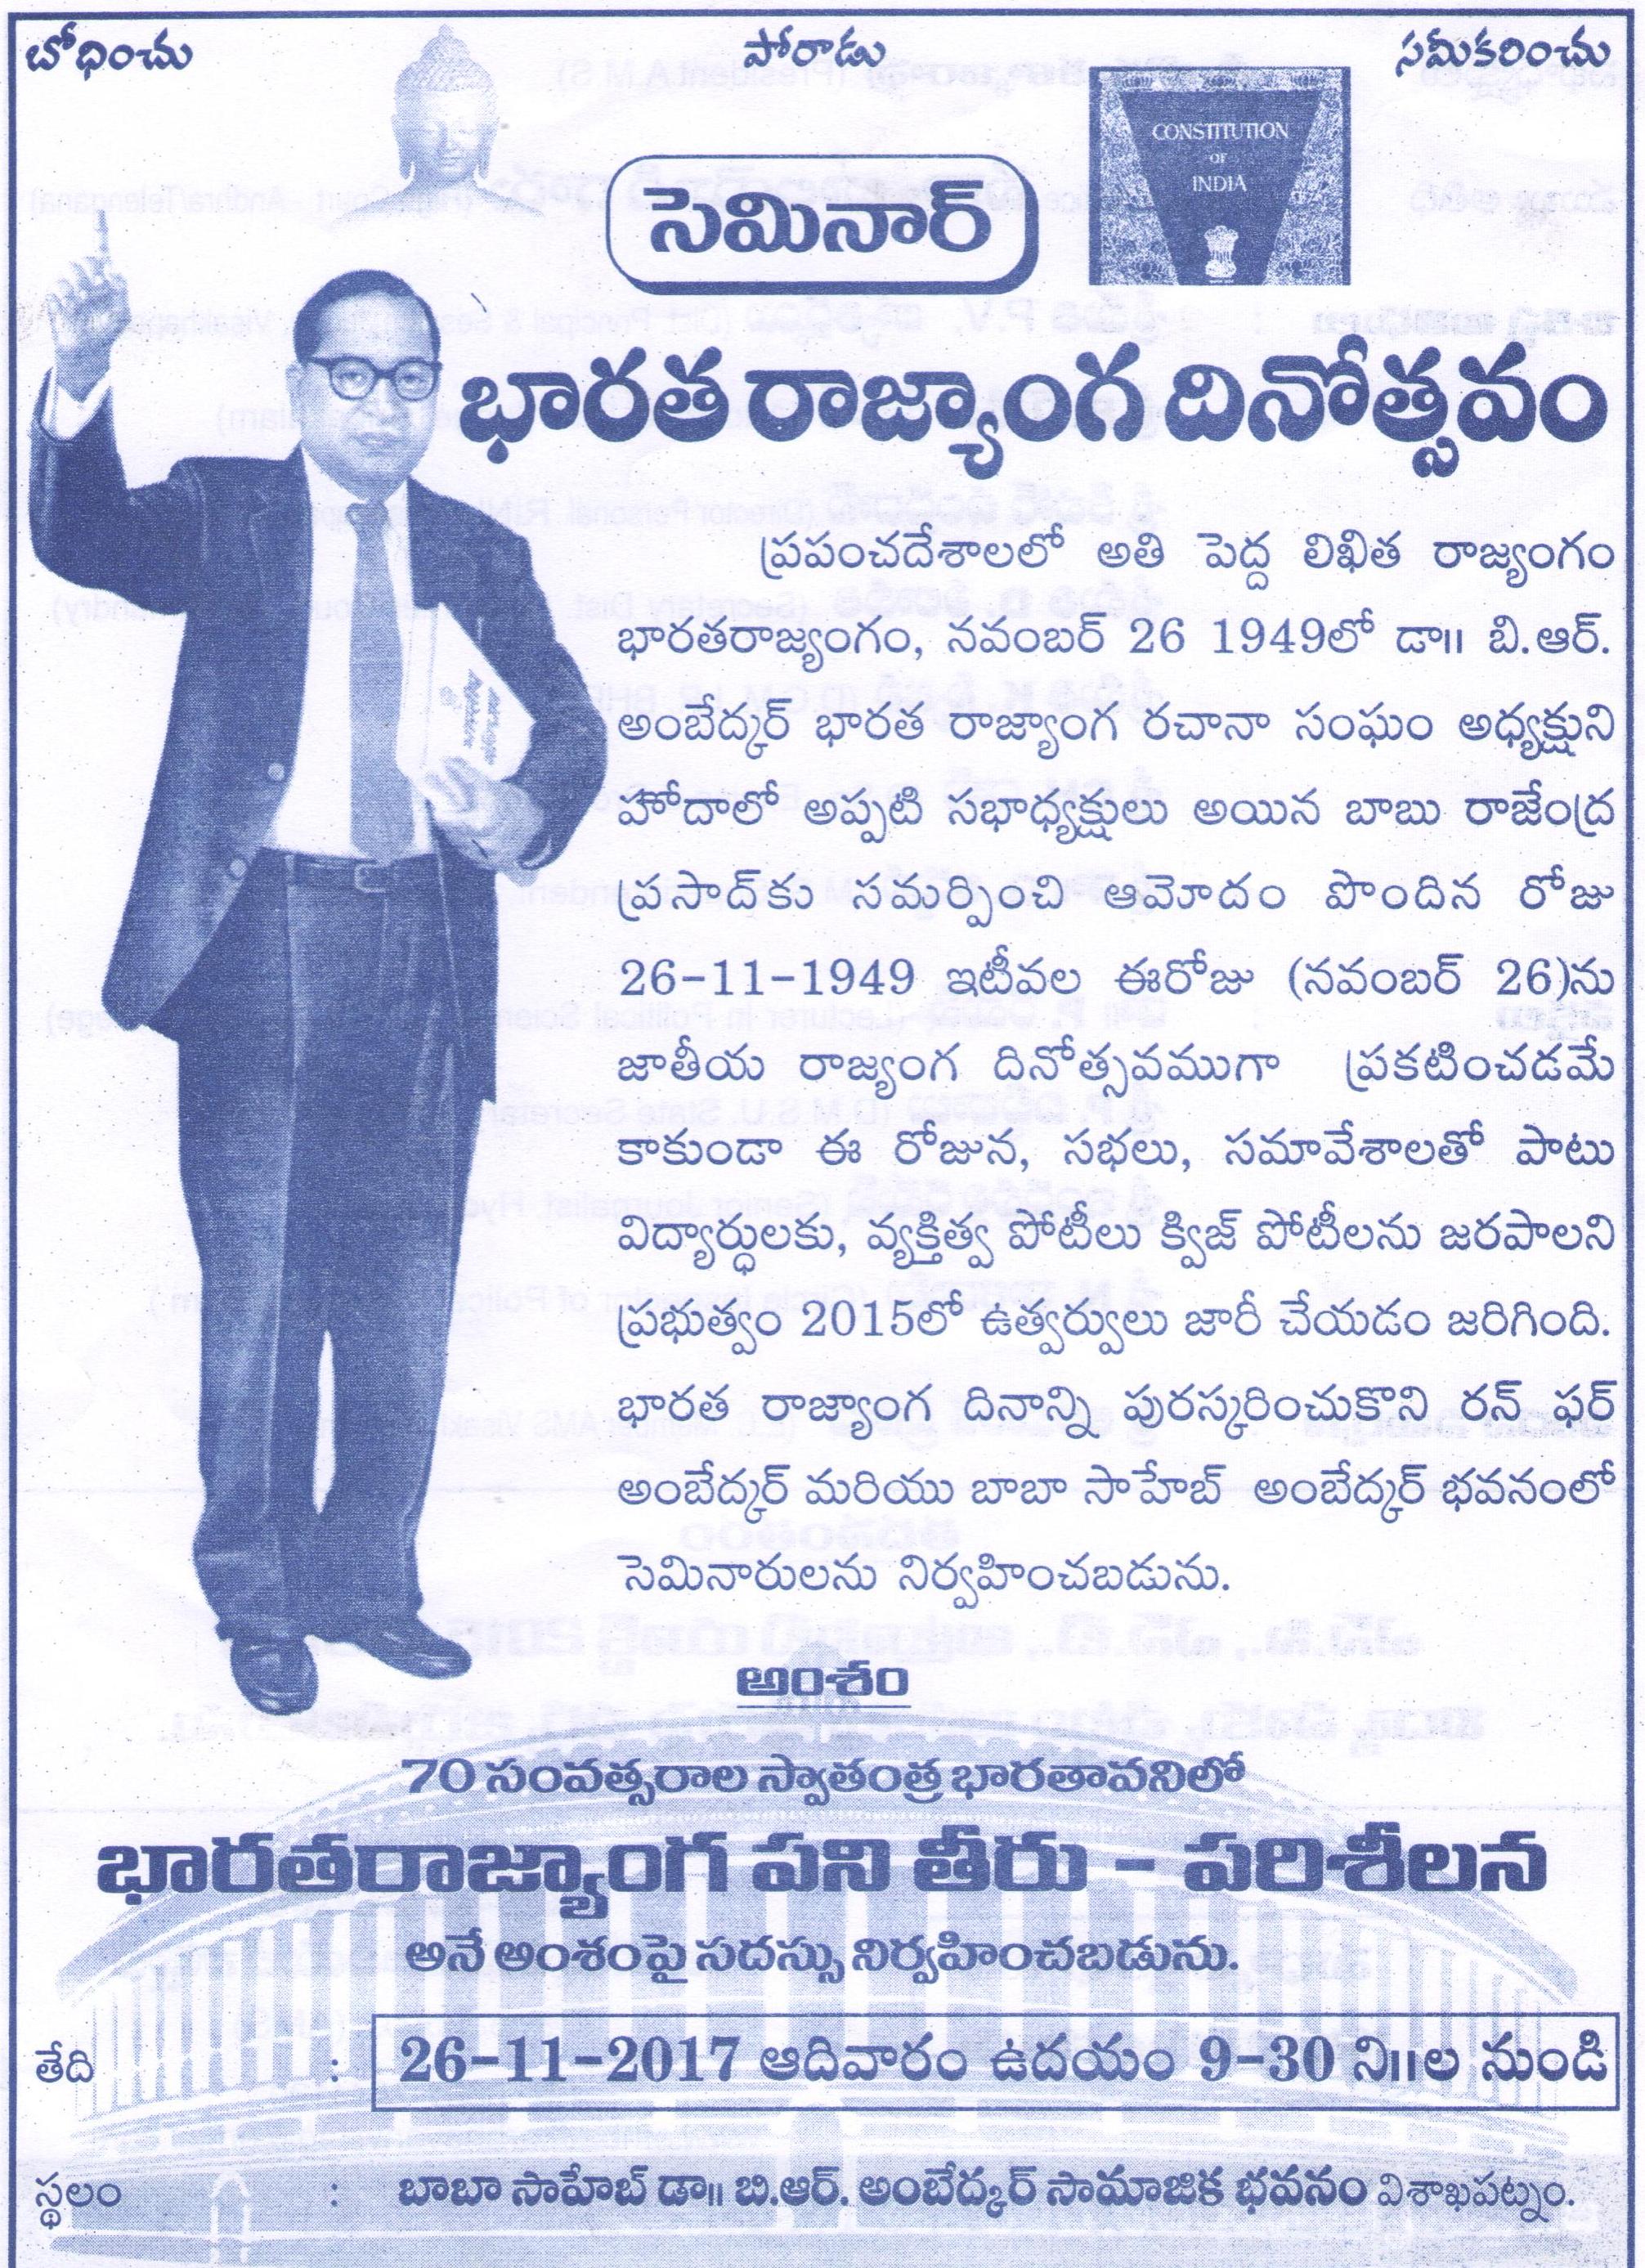 బోధించు పోరాడు సమీకరించు
CONSTITUTION
OF
INDIA
సెమినార్
భారత రాజ్యాంగ దినోత్సవం
ప్రపంచదేశాలలో అతి పెద్ద లిఖిత రాజ్యంగం
భారతరాజ్యంగం, నవంబర్ 26 1949లో డా॥ బి.ఆర్.
అంబేద్కర్ భారత రాజ్యాంగ రచానా సంఘం అధ్యక్షుని
హోదాలో అప్పటి సభాధ్యక్షులు అయిన బాబు రాజేంద్ర
ప్రసాద్‌కు సమర్పించి ఆమోదం పొందిన రోజు
26-11-1949 ఇటీవల ఈరోజు (నవంబర్ 26)ను
జాతీయ రాజ్యంగ దినోత్సవముగా ప్రకటించడమే
కాకుండా ఈ రోజున, సభలు, సమావేశాలతో పాటు
విద్యార్ధులకు, వ్యక్తిత్వ పోటీలు క్విజ్ పోటీలను జరపాలని
ప్రభుత్వం 2015లో ఉత్వర్వులు జారీ చేయడం జరిగింది.
భారత రాజ్యాంగ దినాన్ని పురస్కరించుకొని రన్ ఫర్
అంబేద్కర్ మరియు బాబా సాహేబ్ అంబేద్కర్ భవనంలో
సెమినారులను నిర్వహించబడును.
అంశం
70 సంవత్సరాల స్వాతంత్ర భారతావనిలో
భారతరాజ్యాంగ పని తీరు - పరిశీలన
అనే అంశంపై సదస్సు నిర్వహించబడును.
తేది : 26-11-2017 ఆదివారం ఉదయం 9-30 ని॥ల నుండి
స్థలం : బాబా సాహేబ్ డా॥ బి.ఆర్. అంబేద్కర్ సామాజిక భవనం విశాఖపట్నం.